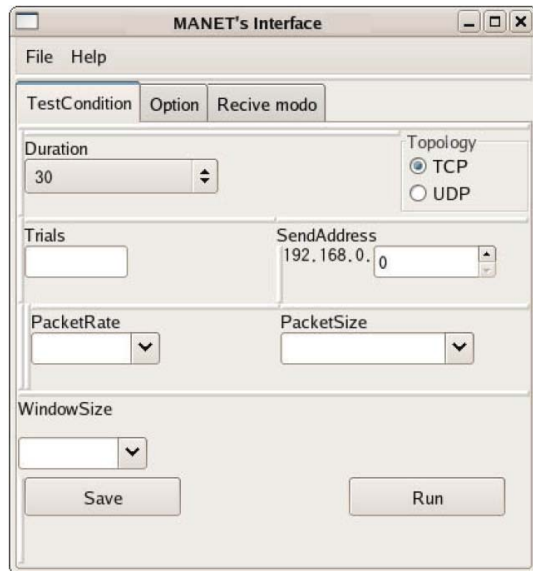 MANET's Interface
File Help
TestCondition Option Recive modo
Duration
30
Topology
TCP
UDP
Trials
SendAddress
192.168.0. 0
PacketRate
PacketSize
WindowSize
Save
Run